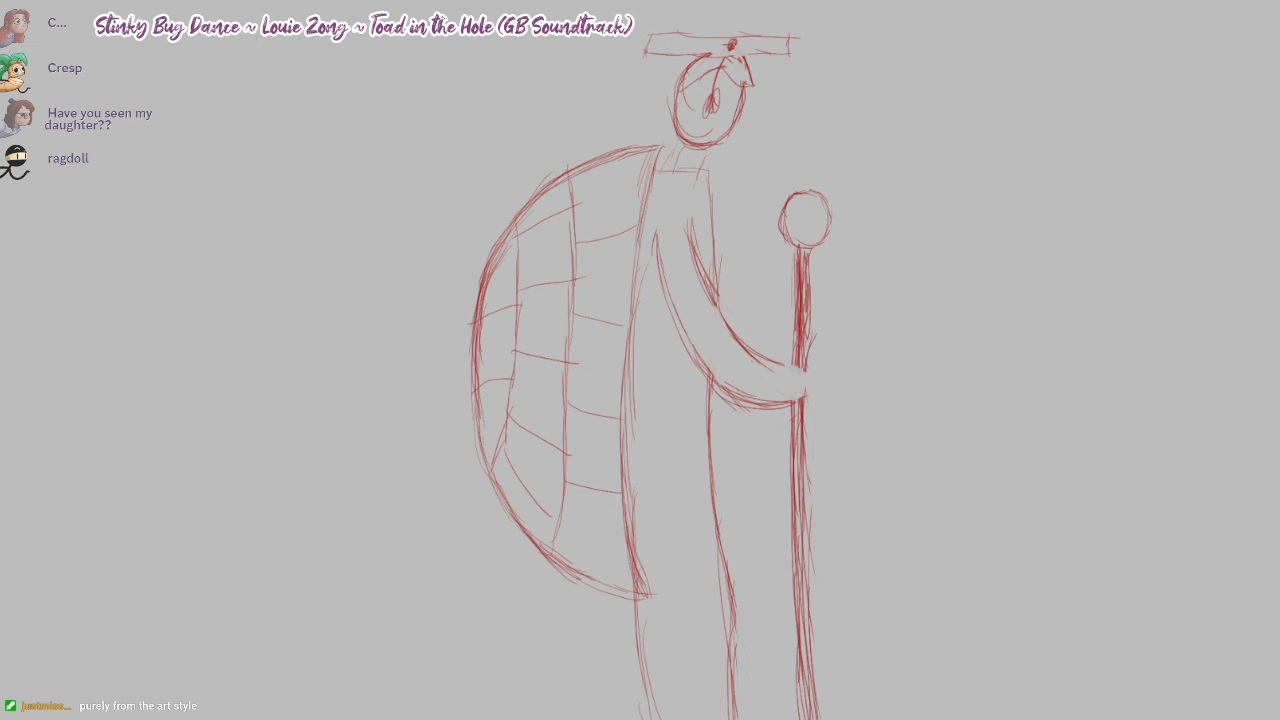 Stinky Bug Dance ~ Louie Zong ~ Toad in the Hole (GB Soundtrack)
C...
Cresp
Have you seen my
daughter??
ragdoll
justmiso... purely from the art style